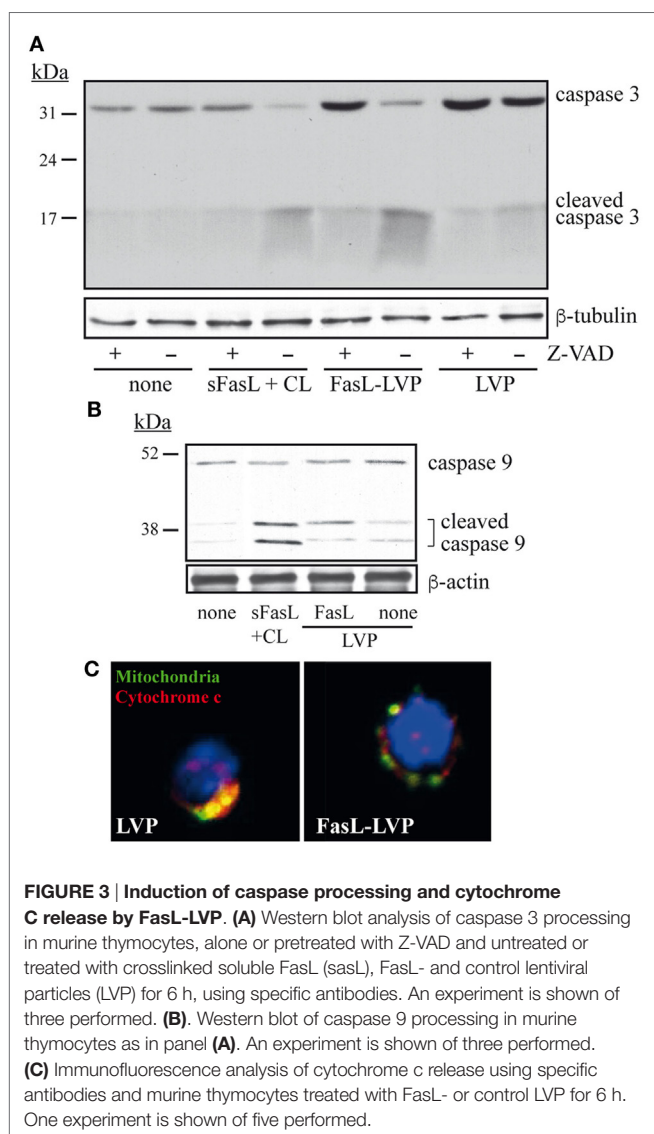 A
kDa
caspase 3
31
24
cleaved
17
caspase 3
β-tubulin
+ − + − + − + − Z-VAD
none sFasL + CL FasL-LVP LVP
B
kDa
52
caspase 9
38
cleaved
caspase 9
β-actin
none sFasL FasL none
+CL LVP
C
Mitochondria
Cytochrome c
LVP
FasL-LVP
FIGURE 3 | Induction of caspase processing and cytochrome
C release by FasL-LVP. (A) Western blot analysis of caspase 3 processing
in murine thymocytes, alone or pretreated with Z-VAD and untreated or
treated with crosslinked soluble FasL (sasL), FasL- and control lentiviral
particles (LVP) for 6 h, using specific antibodies. An experiment is shown of
three performed. (B). Western blot of caspase 9 processing in murine
thymocytes as in panel (A). An experiment is shown of three performed.
(C) Immunofluorescence analysis of cytochrome c release using specific
antibodies and murine thymocytes treated with FasL- or control LVP for 6 h.
One experiment is shown of five performed.